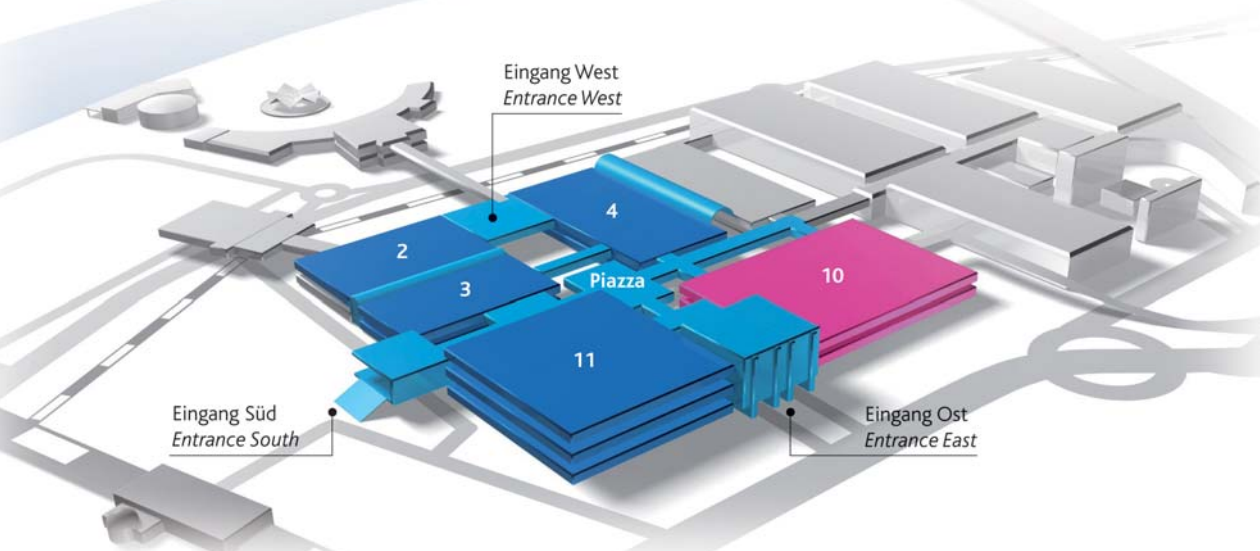 Eingang West
Entrance West
4
2
10
Piazza
3
11
Eingang Süd
Entrance South
Eingang Ost
Entrance East